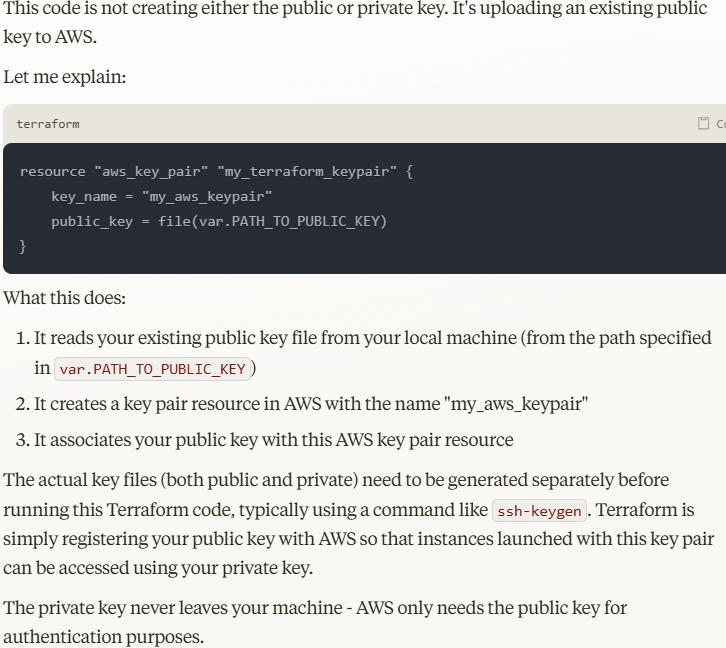 This code is not creating either the public or private key. It's uploading an existing public
key to AWS.
Let me explain:
terraform
resource "aws_key_pair" "my_terraform_keypair" {
    key_name = "my_aws_keypair"
    public_key = file(var.PATH_TO_PUBLIC_KEY)
}
What this does:
1. It reads your existing public key file from your local machine (from the path specified
in var.PATH_TO_PUBLIC_KEY)
2. It creates a key pair resource in AWS with the name "my_aws_keypair"
3. It associates your public key with this AWS key pair resource
The actual key files (both public and private) need to be generated separately before
running this Terraform code, typically using a command like ssh-keygen. Terraform is
simply registering your public key with AWS so that instances launched with this key pair
can be accessed using your private key.
The private key never leaves your machine - AWS only needs the public key for
authentication purposes.